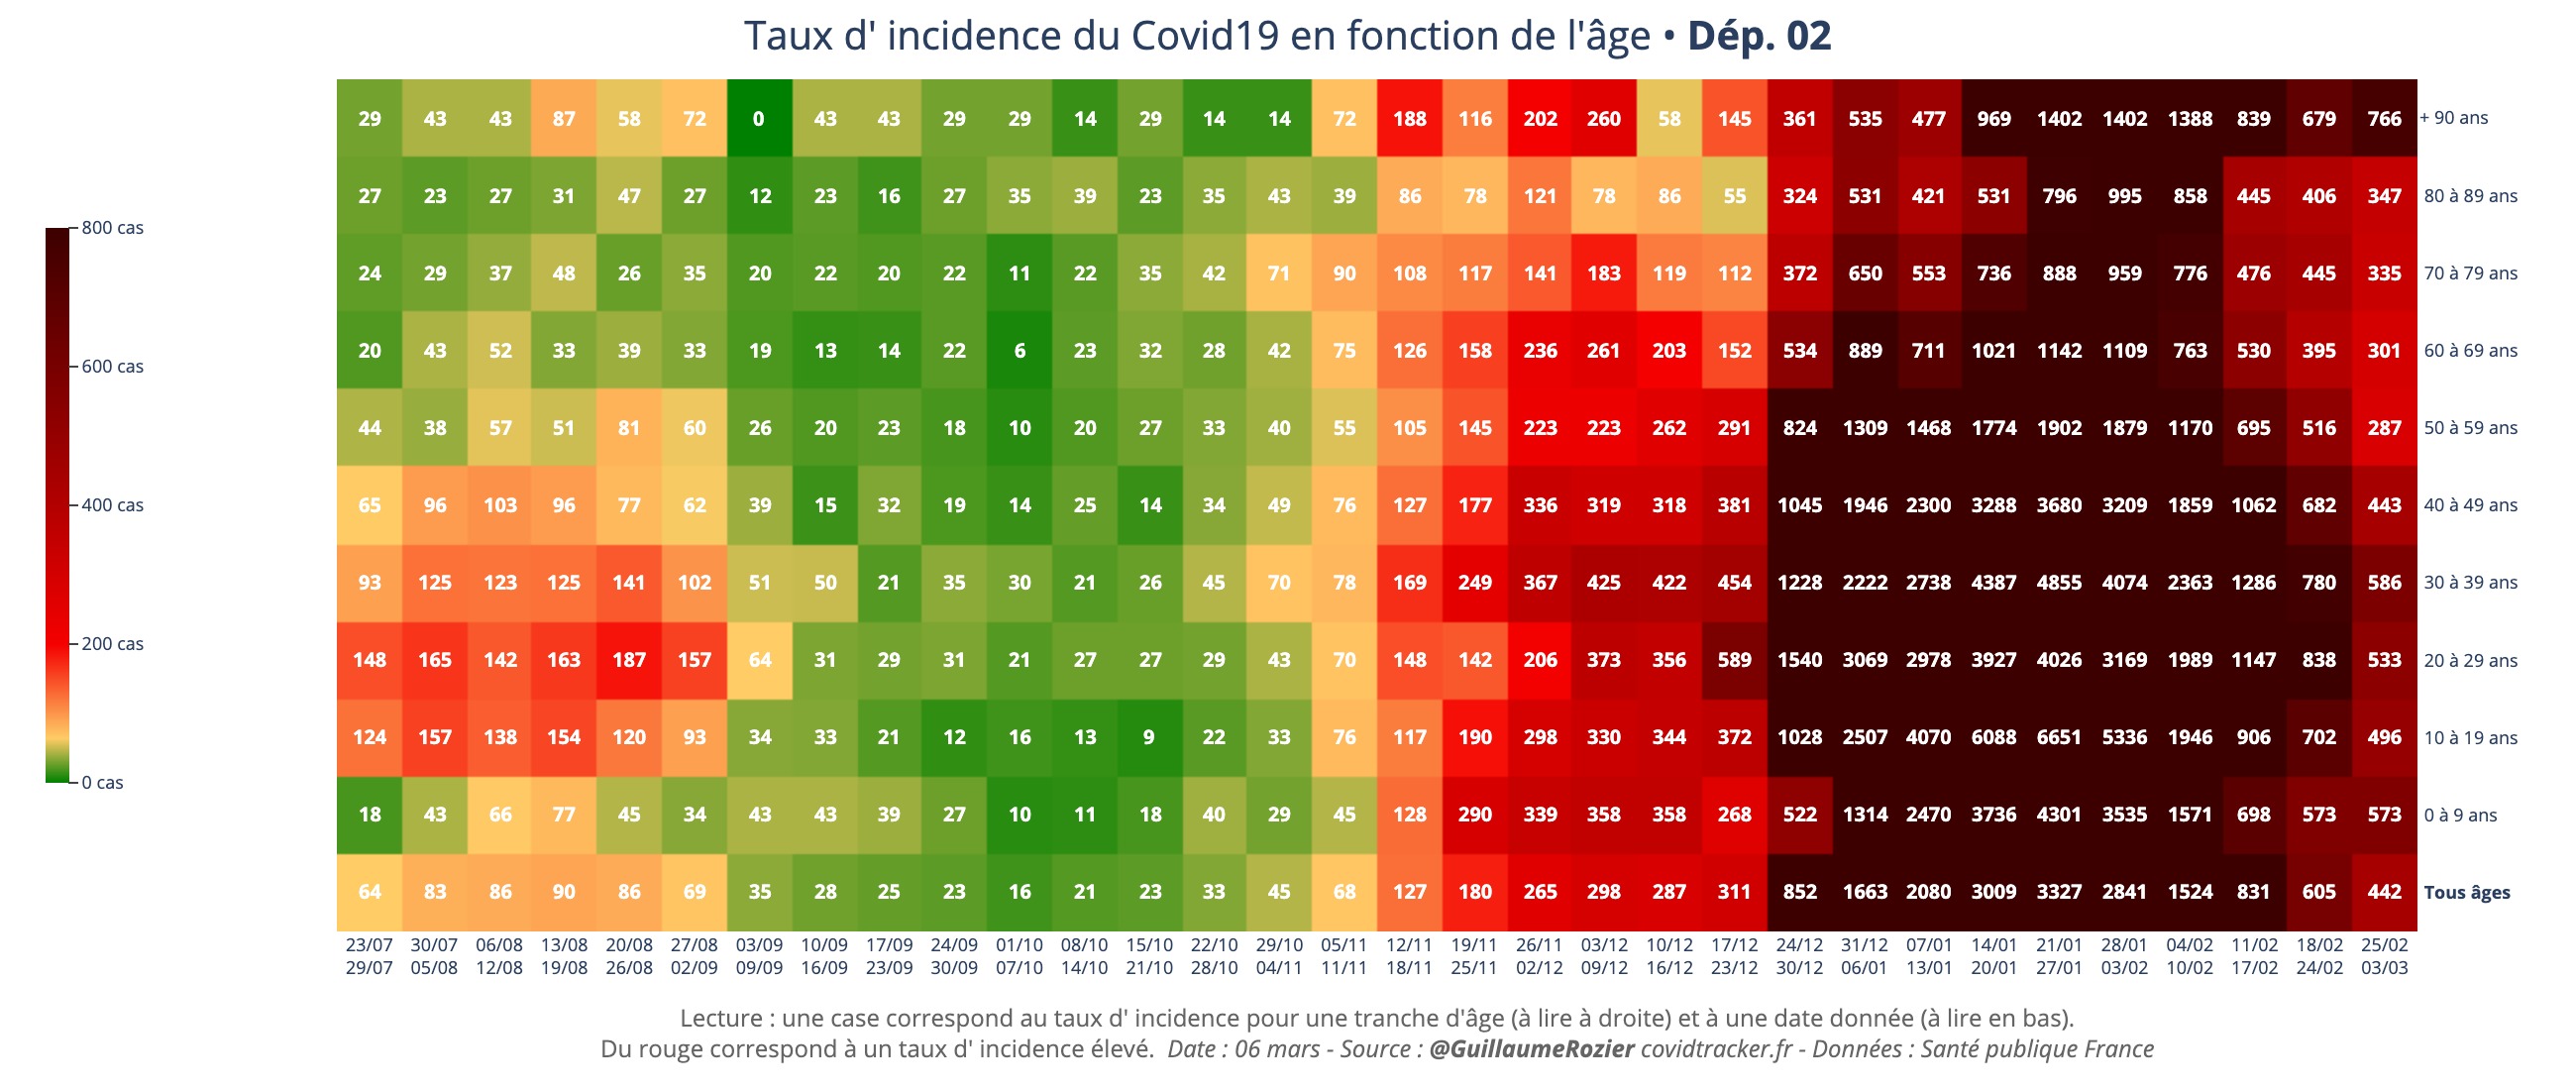 Taux d' incidence du Covid19 en fonction de l'âge • Dép. 02
800 cas
600 cas
400 cas
200 cas
0 cas
29 43 43 87 58 72 0 43 43 29 29 14 29 14 14 72 188 116 202 260 58 145 361 535 477 969 1402 1402 1388 839 679 766 + 90 ans
27 23 27 31 47 27 12 23 16 27 35 39 23 35 43 39 86 78 121 78 86 55 324 531 421 531 796 995 858 445 406 347 80 à 89 ans
24 29 37 48 26 35 20 22 20 22 11 22 35 42 71 90 108 117 141 183 119 112 372 650 553 736 888 959 776 476 445 335 70 à 79 ans
20 43 52 33 39 33 19 13 14 22 6 23 32 28 42 75 126 158 236 261 203 152 534 889 711 1021 1142 1109 763 530 395 301 60 à 69 ans
44 38 57 51 81 60 26 20 23 18 10 20 27 33 40 55 105 145 223 223 262 291 824 1309 1468 1774 1902 1879 1170 695 516 287 50 à 59 ans
65 96 103 96 77 62 39 15 32 19 14 25 14 34 49 76 127 177 336 319 318 381 1045 1946 2300 3288 3680 3209 1859 1062 682 443 40 à 49 ans
93 125 123 125 141 102 51 50 21 35 30 21 26 45 70 78 169 249 367 425 422 454 1228 2222 2738 4387 4855 4074 2363 1286 780 586 30 à 39 ans
148 165 142 163 187 157 64 31 29 31 21 27 27 29 43 70 148 142 206 373 356 589 1540 3069 2978 3927 4026 3169 1989 1147 838 533 20 à 29 ans
124 157 138 154 120 93 34 33 21 12 16 13 9 22 33 76 117 190 298 330 344 372 1028 2507 4070 6088 6651 5336 1946 906 702 496 10 à 19 ans
18 43 66 77 45 34 43 43 39 27 10 11 18 40 29 45 128 290 339 358 358 268 522 1314 2470 3736 4301 3535 1571 698 573 573 0 à 9 ans
64 83 86 90 86 69 35 28 25 23 16 21 23 33 45 68 127 180 265 298 287 311 852 1663 2080 3009 3327 2841 1524 831 605 442 Tous âges
23/07 30/07 06/08 13/08 20/08 27/08 03/09 10/09 17/09 24/09 01/10 08/10 15/10 22/10 29/10 05/11 12/11 19/11 26/11 03/12 10/12 17/12 24/12 31/12 07/01 14/01 21/01 28/01 04/02 11/02 18/02 25/02
29/07 05/08 12/08 19/08 26/08 02/09 09/09 16/09 23/09 30/09 07/10 14/10 21/10 28/10 04/11 11/11 18/11 25/11 02/12 09/12 16/12 23/12 30/12 06/01 13/01 20/01 27/01 03/02 10/02 17/02 24/02 03/03
Lecture : une case correspond au taux d' incidence pour une tranche d'âge (à lire à droite) et à une date donnée (à lire en bas).
Du rouge correspond à un taux d' incidence élevé. Date : 06 mars - Source : @GuillaumeRozier covidtracker.fr - Données : Santé publique France